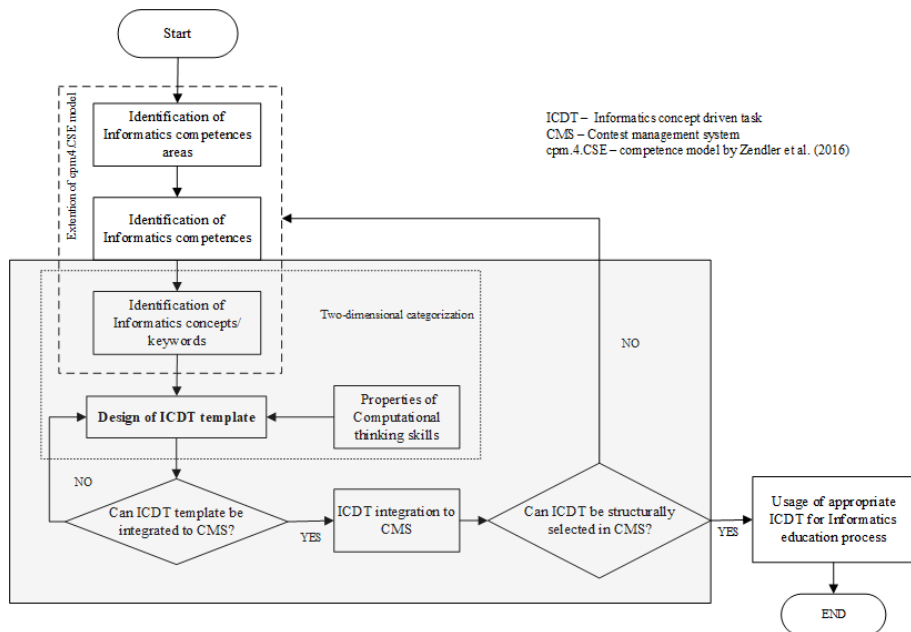 Start
Extention of cpm4.CSE model
Identification of
Informatics competences
areas
ICDT – Informatics concept driven task
CMS – Contest management system
cpm.4.CSE – competence model by Zendler et al. (2016)
Identification of
Informatics competences
Identification of
Informatics concepts/
keywords
Two-dimensional categorization
NO
Design of ICDT template
Properties of
Computational
thinking skills
NO
Can ICDT template be
integrated to CMS?
YES
ICDT integration to
CMS
Can ICDT be structurally
selected in CMS?
YES
Usage of appropriate
ICDT for Informatics
education process
END